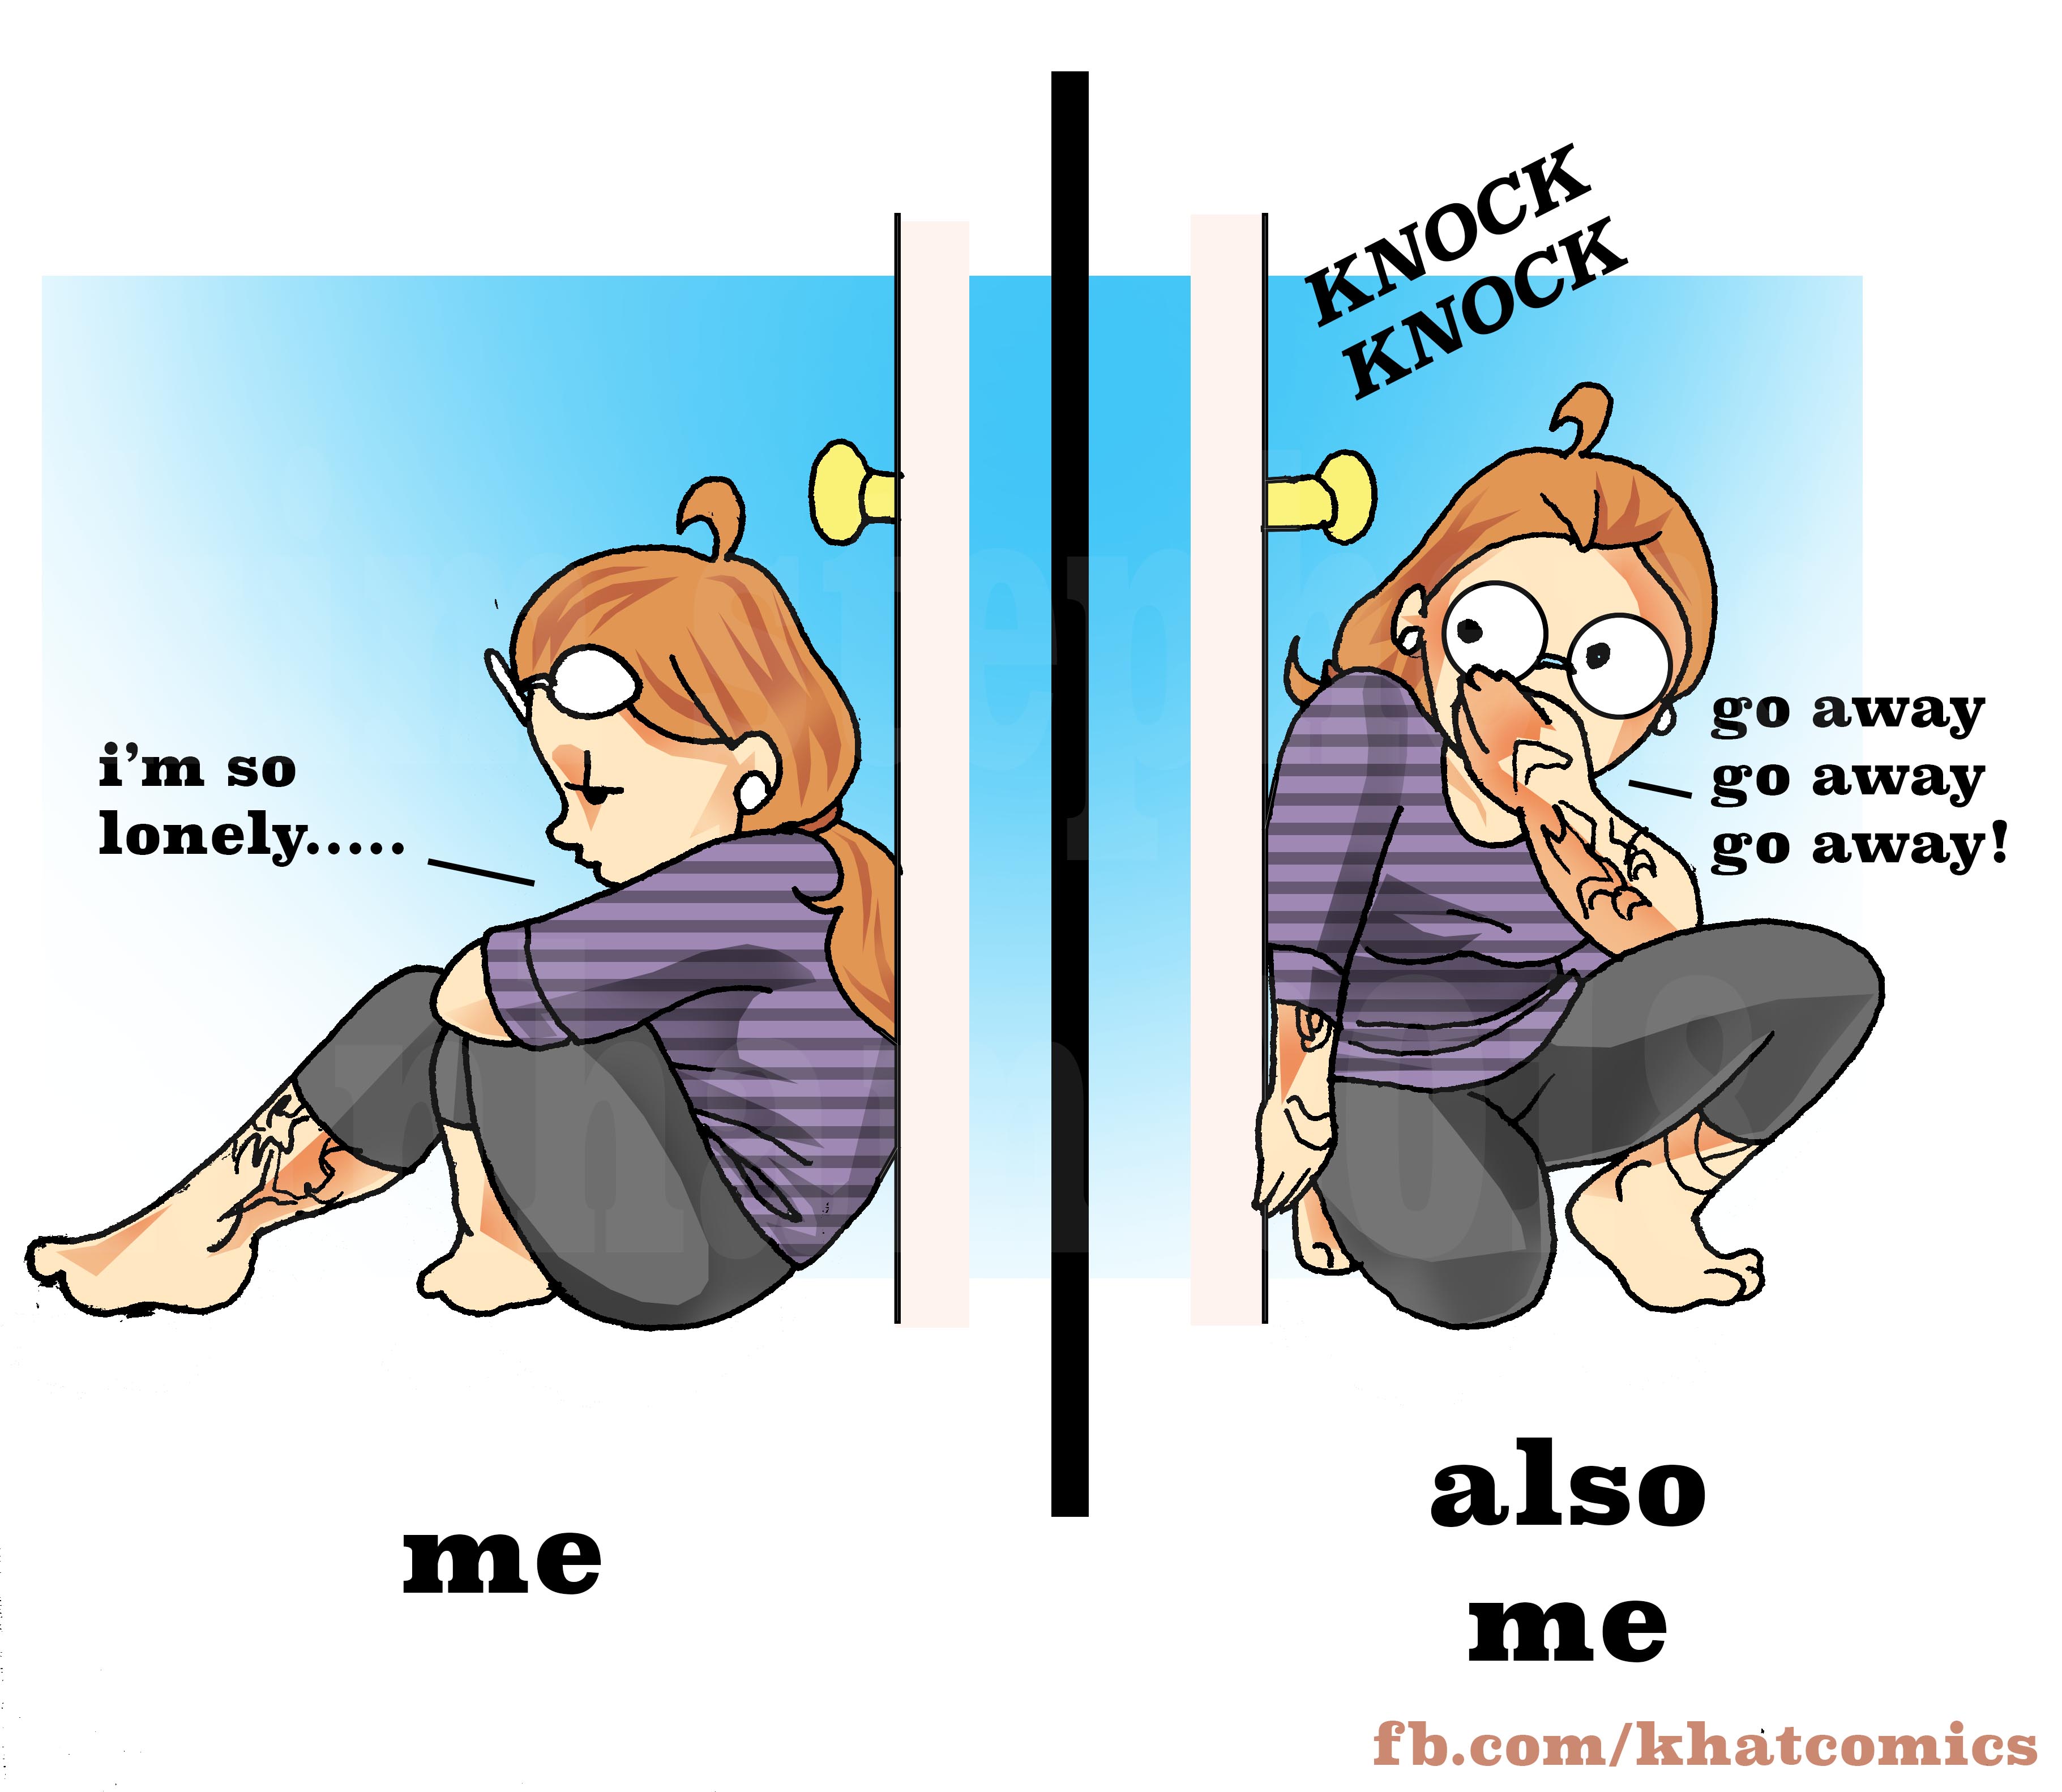 i'm so
lonely.....
me
KNOCK
KNOCK
go away
go away
go away!
also
me
fb.com/khatcomics